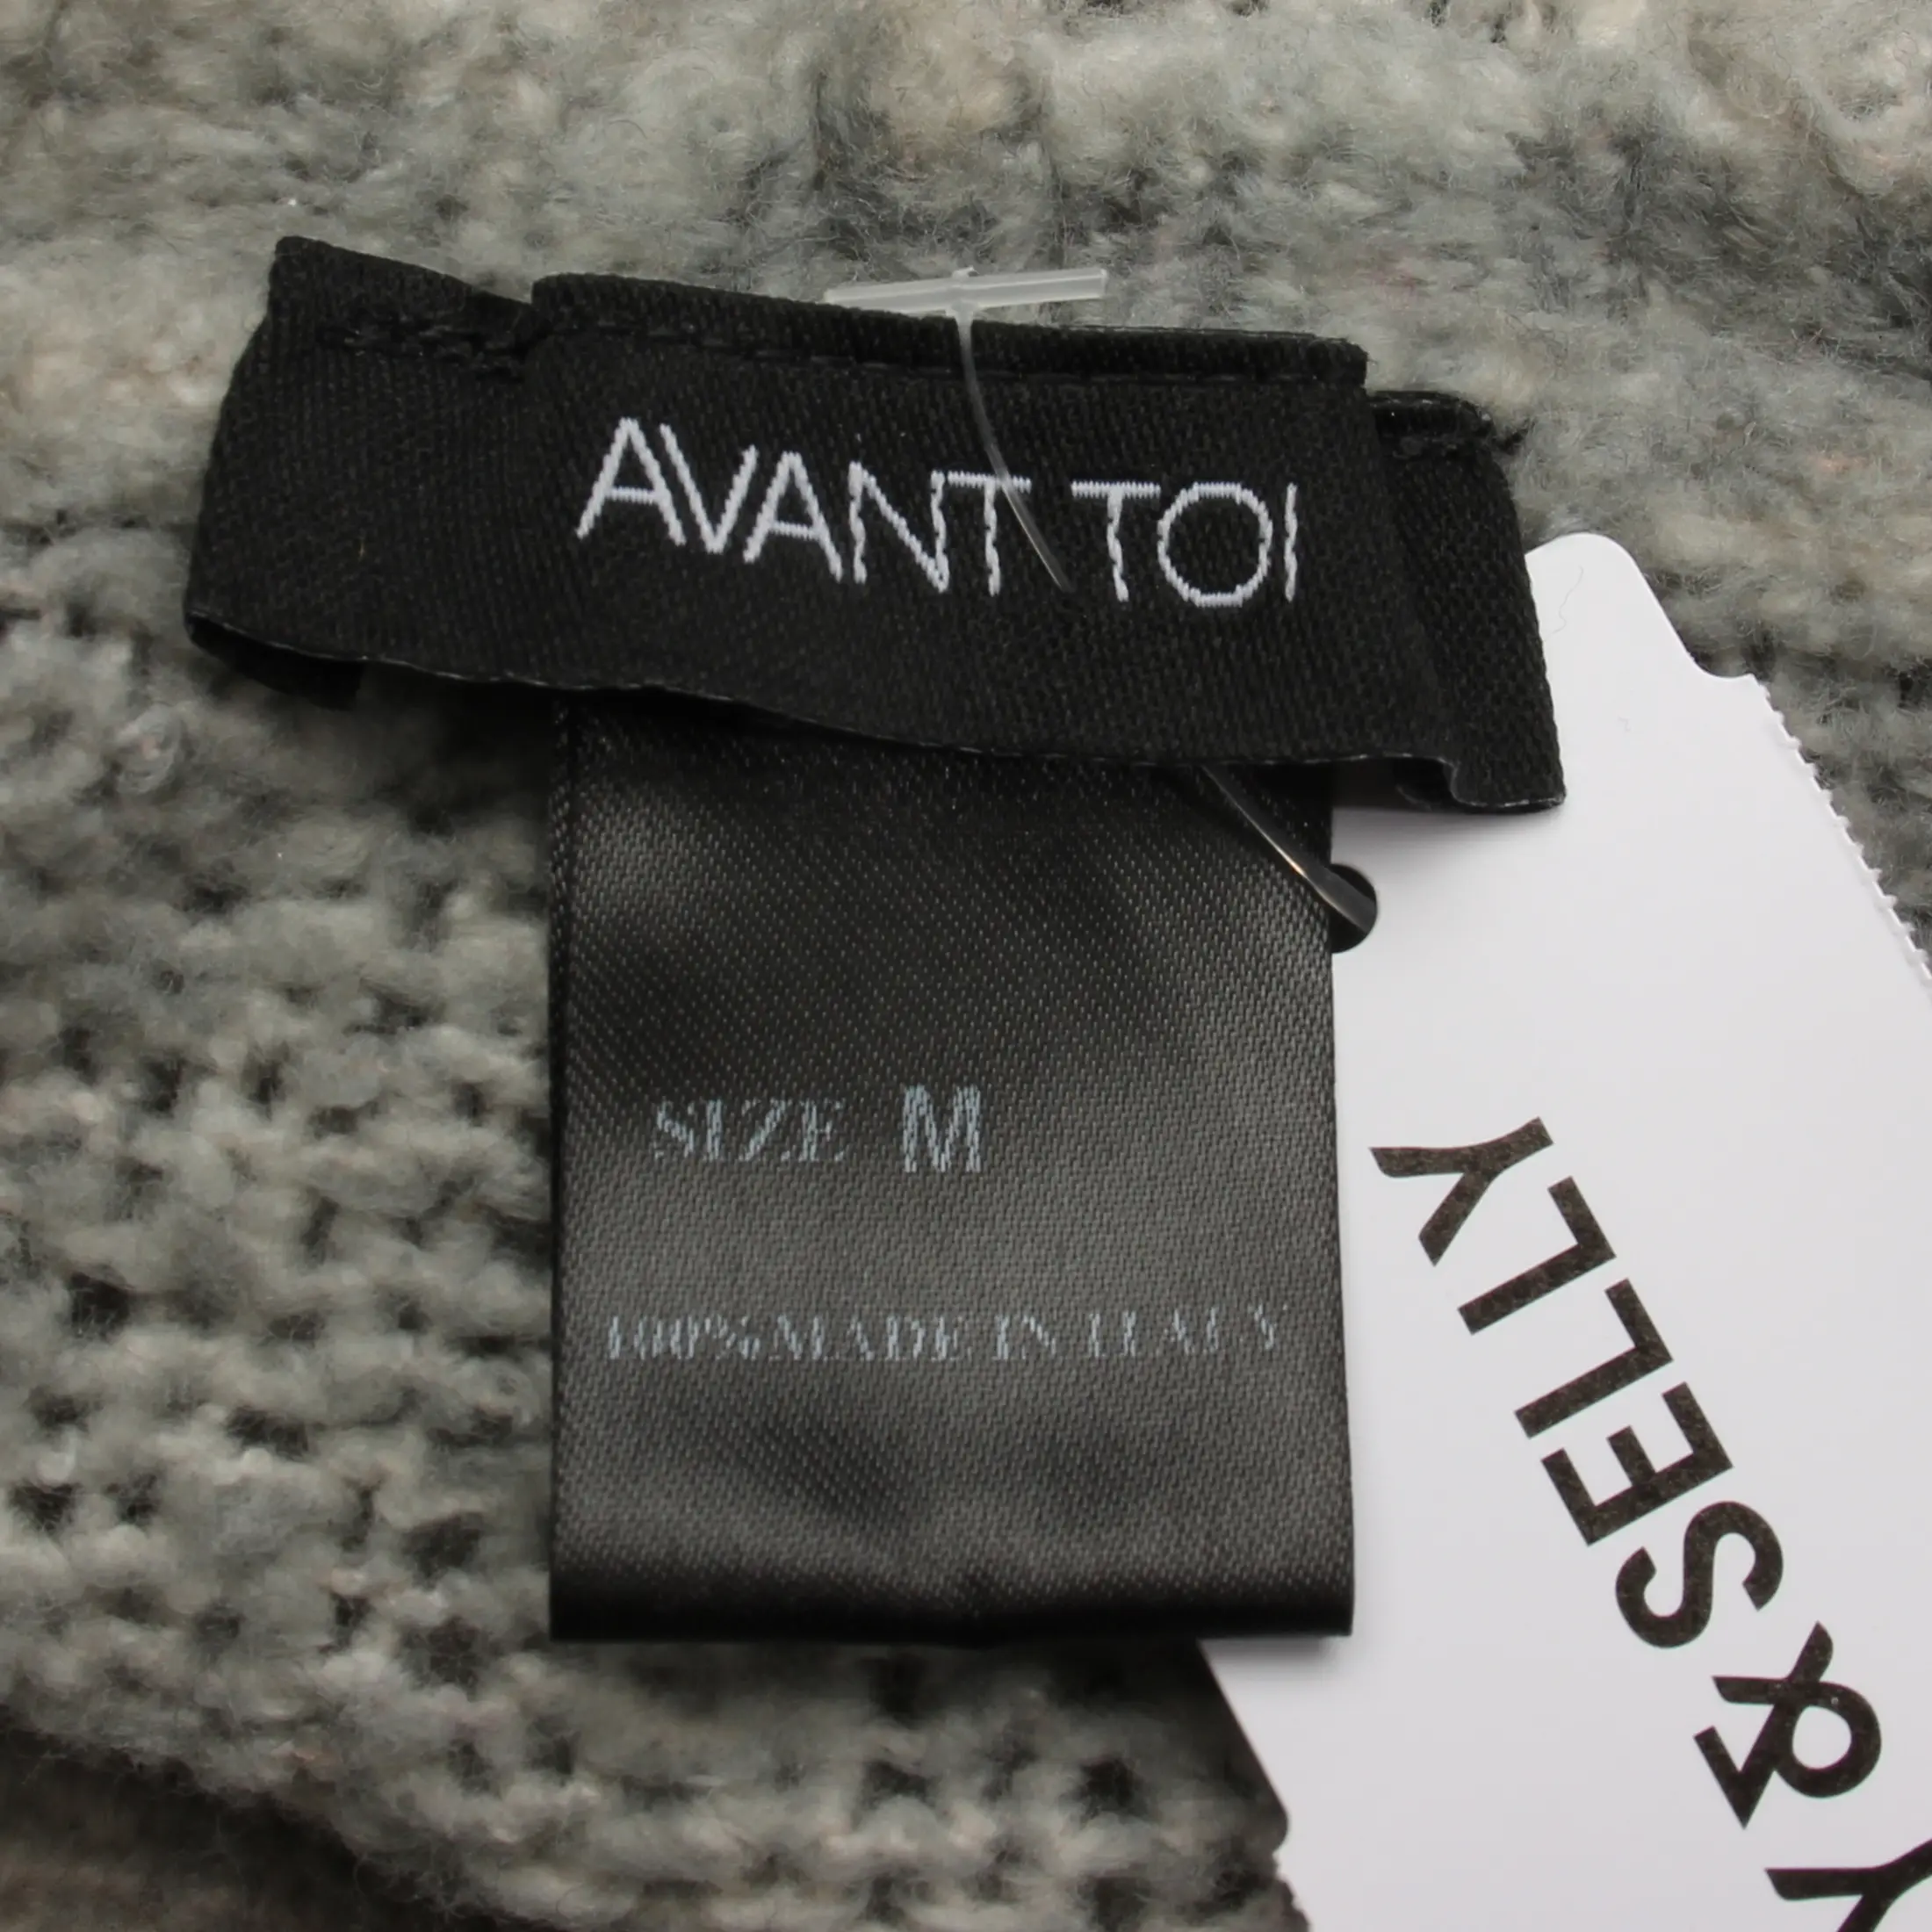 AVANT TOI
SIZE M
100% MADE IN ITALY
SELLY
&